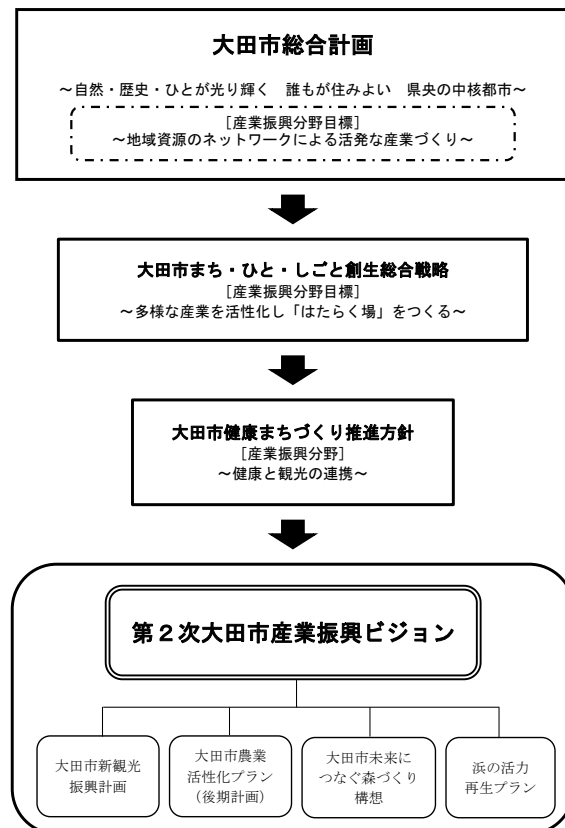 大田市総合計画
～自然・歴史・ひとが光り輝く　誰もが住みよい　県央の中核都市～
［産業振興分野目標］
～地域資源のネットワークによる活発な産業づくり～
大田市まち・ひと・しごと創生総合戦略
［産業振興分野目標］
～多様な産業を活性化し「はたらく場」をつくる～
大田市健康まちづくり推進方針
［産業振興分野］
～健康と観光の連携～
第２次大田市産業振興ビジョン
大田市新観光
振興計画
大田市農業
活性化プラン
（後期計画）
大田市未来に
つなぐ森づくり
構想
浜の活力
再生プラン